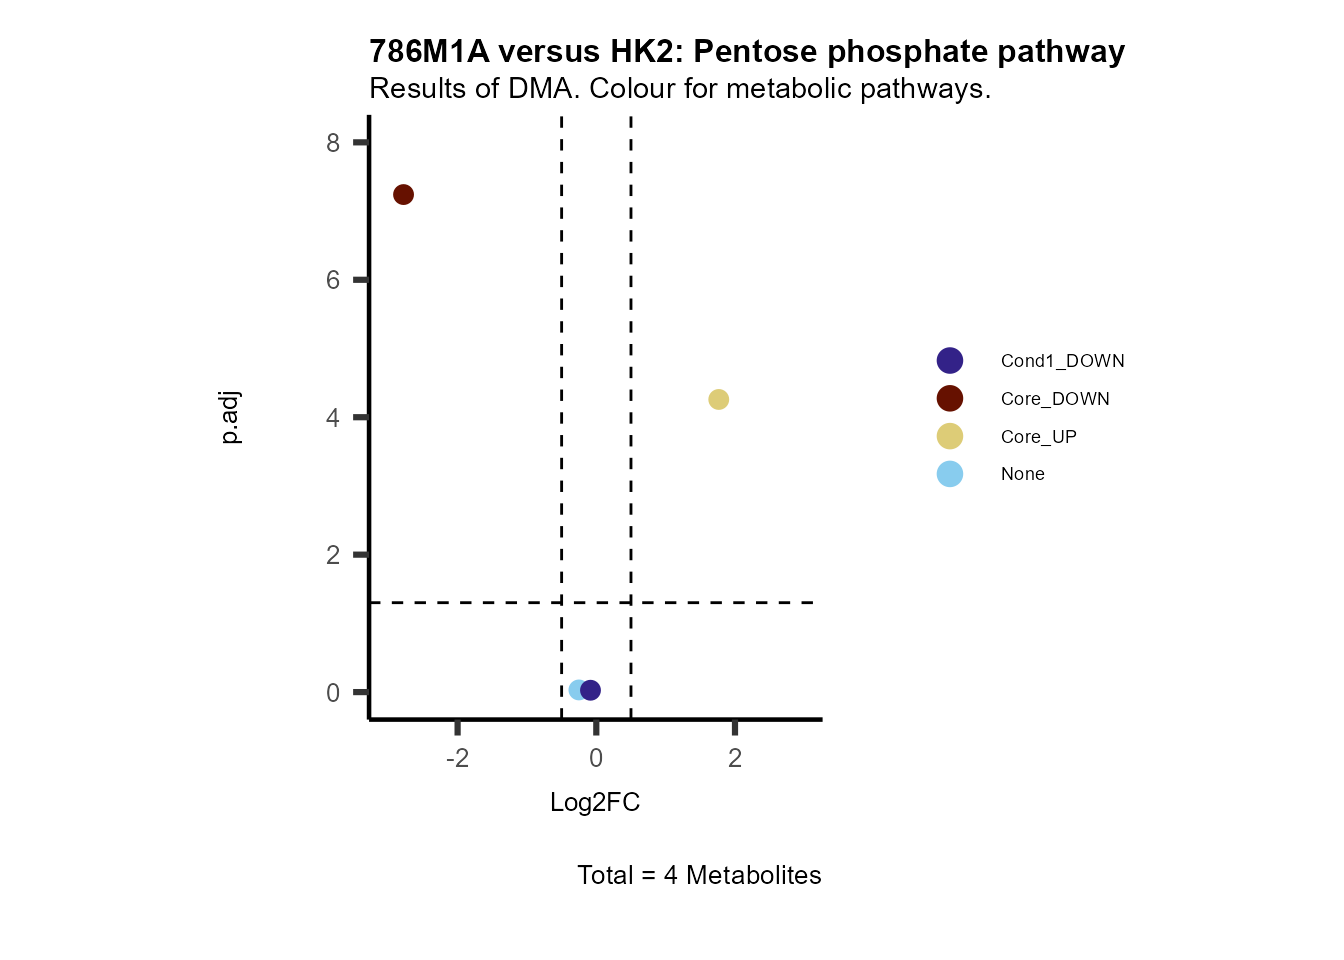 786M1A versus HK2: Pentose phosphate pathway
Results of DMA. Colour for metabolic pathways.
8
6
4
2
0
p.adj
-2 0 2
Log2FC
Cond1_DOWN
Core_DOWN
Core_UP
None
Total = 4 Metabolites